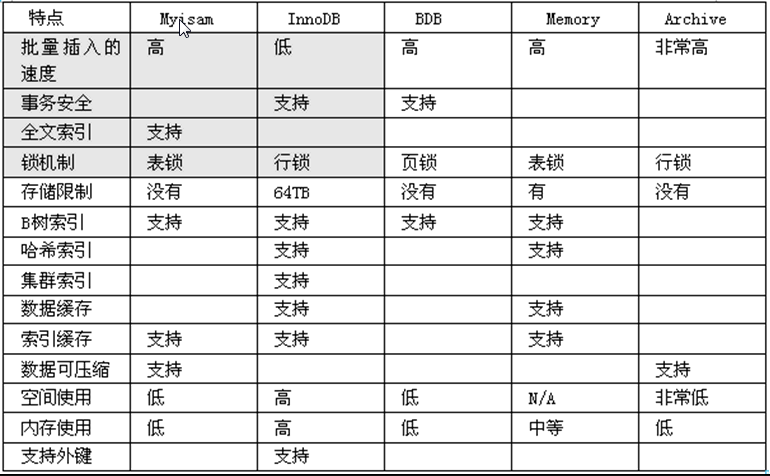 特点 Myisam InnoDB BDB Memory Archive
批量插入的 高 低 高 高 非常高
速度
事务安全 支持 支持
全文索引 支持
锁机制 表锁 行锁 页锁 表锁 行锁
存储限制 没有 64TB 没有 有 没有
B树索引 支持 支持 支持 支持
哈希索引 支持 支持
集群索引 支持
数据缓存 支持 支持
索引缓存 支持 支持 支持
数据可压缩 支持 支持
空间使用 低 高 低 N/A 非常低
内存使用 低 高 低 中等 低
支持外键 支持